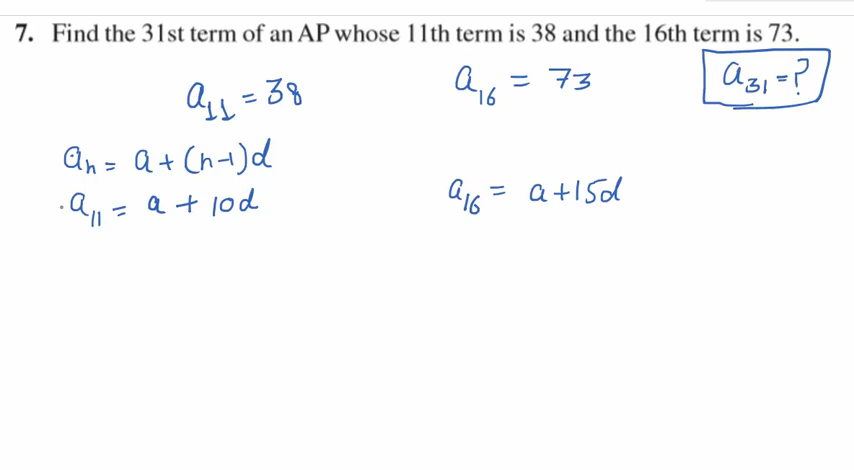 7. Find the 31st term of an AP whose 11th term is 38 and the 16th term is 73.
a₁₁ = 38 a₁₆ = 73 a₃₁ = ?
aₙ = a + (n-1)d
a₁₁ = a + 10d a₁₆ = a + 15d